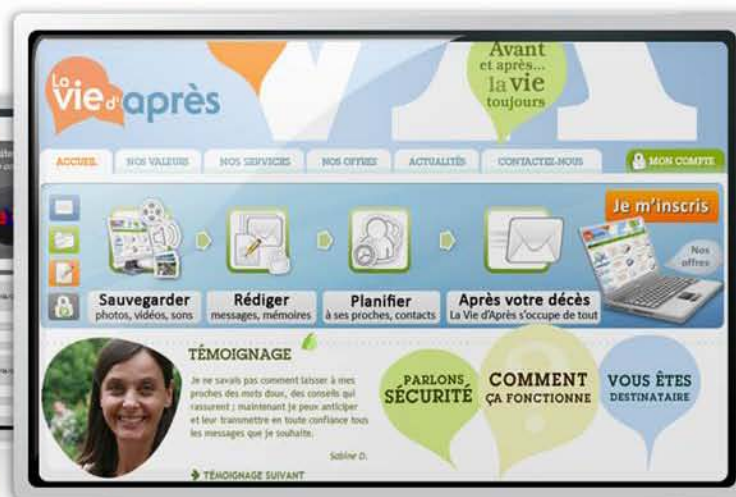 La
Vie d'après
Avant
et après...
la vie
toujours
ACCUEIL
NOS VALEURS
NOS SERVICES
NOS OFFRES
ACTUALITÉS
CONTACTEZ-NOUS
MON COMPTE
Je m'inscris
Nos
offres
Sauvegarder
photos, vidéos, sons
Rédiger
messages, mémoires
Planifier
à ses proches, contacts
Après votre décès
La Vie d'Après s'occupe de tout
TÉMOIGNAGE
Je ne savais pas comment laisser à mes
proches des mots doux, des conseils qui
rassurent ; maintenant je peux anticiper
et leur transmettre en toute confiance tous
les messages que je souhaite.
Sabine D.
TÉMOIGNAGE SUIVANT
PARLONS
SÉCURITÉ
COMMENT
ÇA FONCTIONNE
VOUS ÊTES
DESTINATAIRE